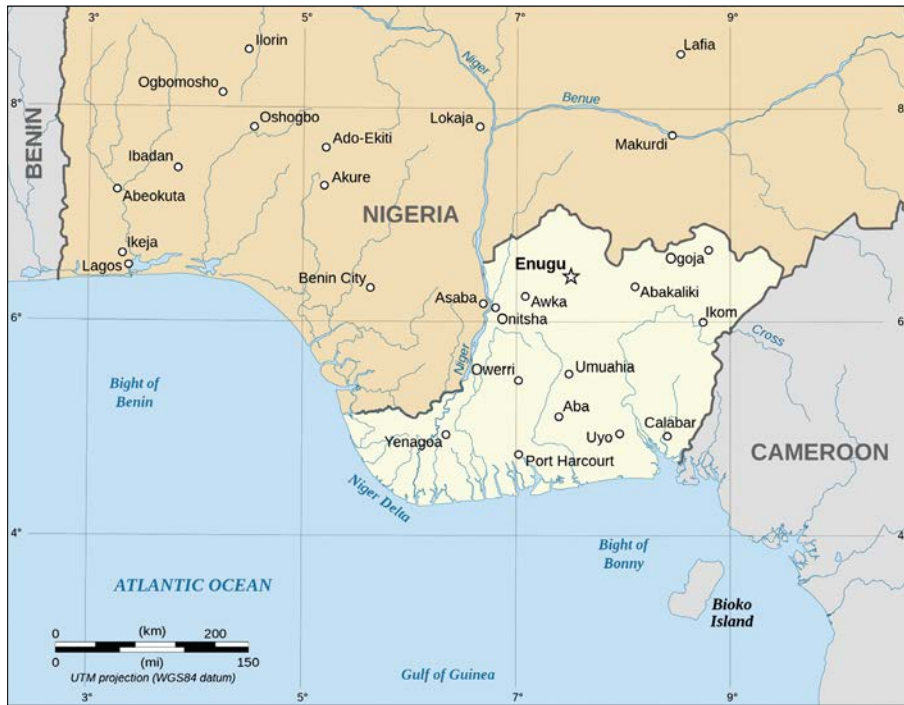 3°
5°
7°
9°
Ilorin
Lafia
Niger
Ogbomosho
Benue
8°
8
Oshogbo
Lokaja
Ado-Ekiti
Makurdi
BENIN
Ibadan
Akure
Abeokuta
NIGERIA
Ikeja
Ogoja
Lagos
Enugu
Benin City
Abakaliki
Asaba
Awka
Ikom
Onitsha
6°
6
Cross
Niger
Owerri
Umuahia
Bight of
Benin
Aba
Calabar
Yenagoa
Uyo
CAMEROON
Port Harcourt
Niger Delta
4°
4
Bight of
Bonny
ATLANTIC OCEAN
Bioko
Island
0 (km) 200
0 (mi) 150
UTM projection (WGS84 datum)
Gulf of Guinea
3°
5°
7°
9°